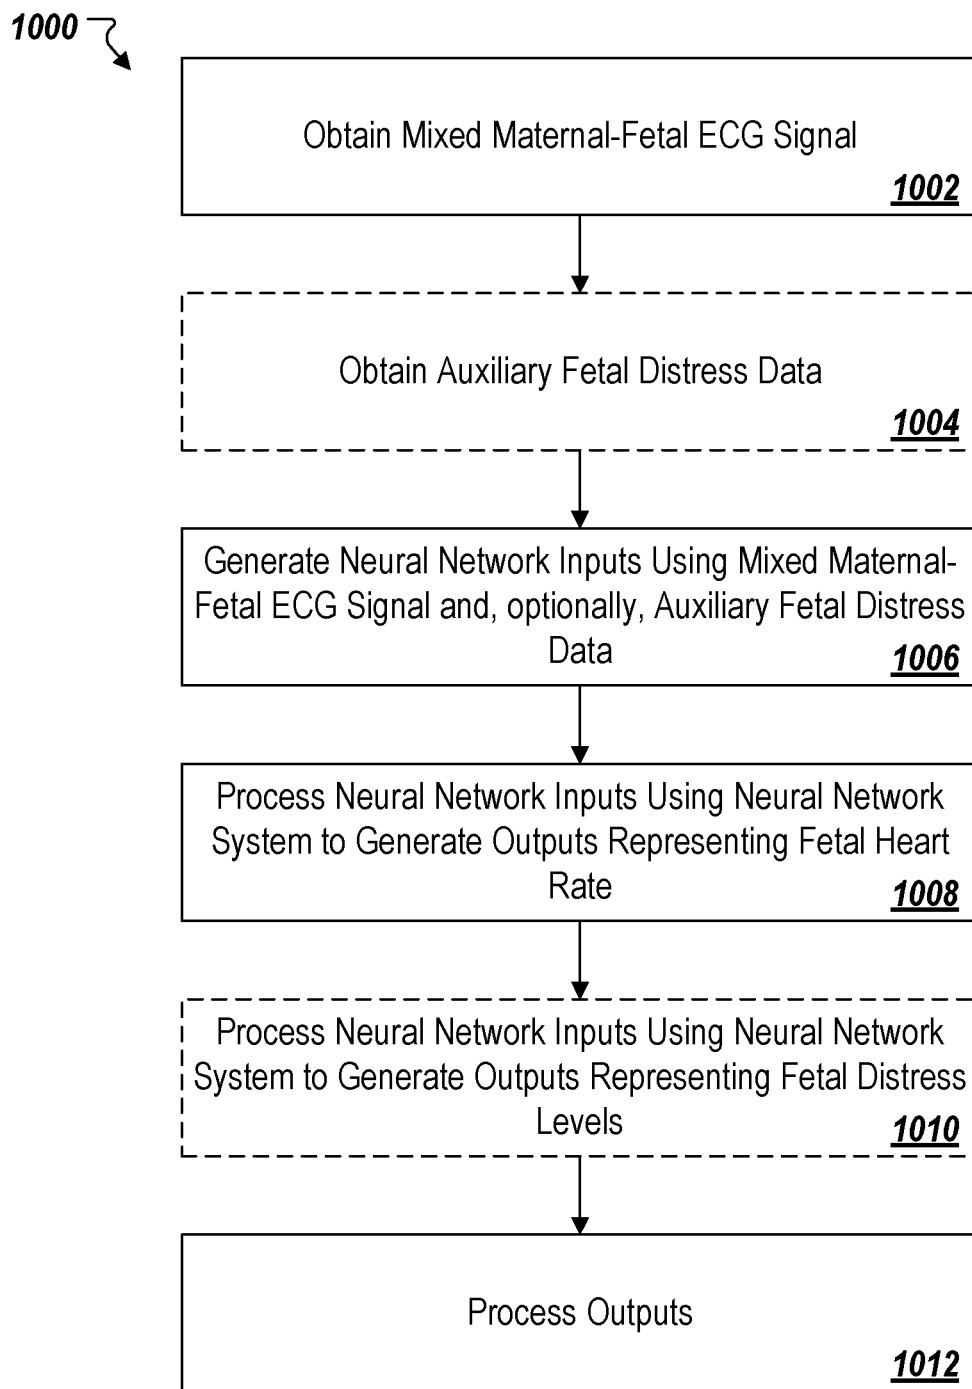 1000
Obtain Mixed Maternal-Fetal ECG Signal
1002
Obtain Auxiliary Fetal Distress Data
1004
Generate Neural Network Inputs Using Mixed Maternal-
Fetal ECG Signal and, optionally, Auxiliary Fetal Distress
Data
1006
Process Neural Network Inputs Using Neural Network
System to Generate Outputs Representing Fetal Heart
Rate
1008
Process Neural Network Inputs Using Neural Network
System to Generate Outputs Representing Fetal Distress
Levels
1010
Process Outputs
1012